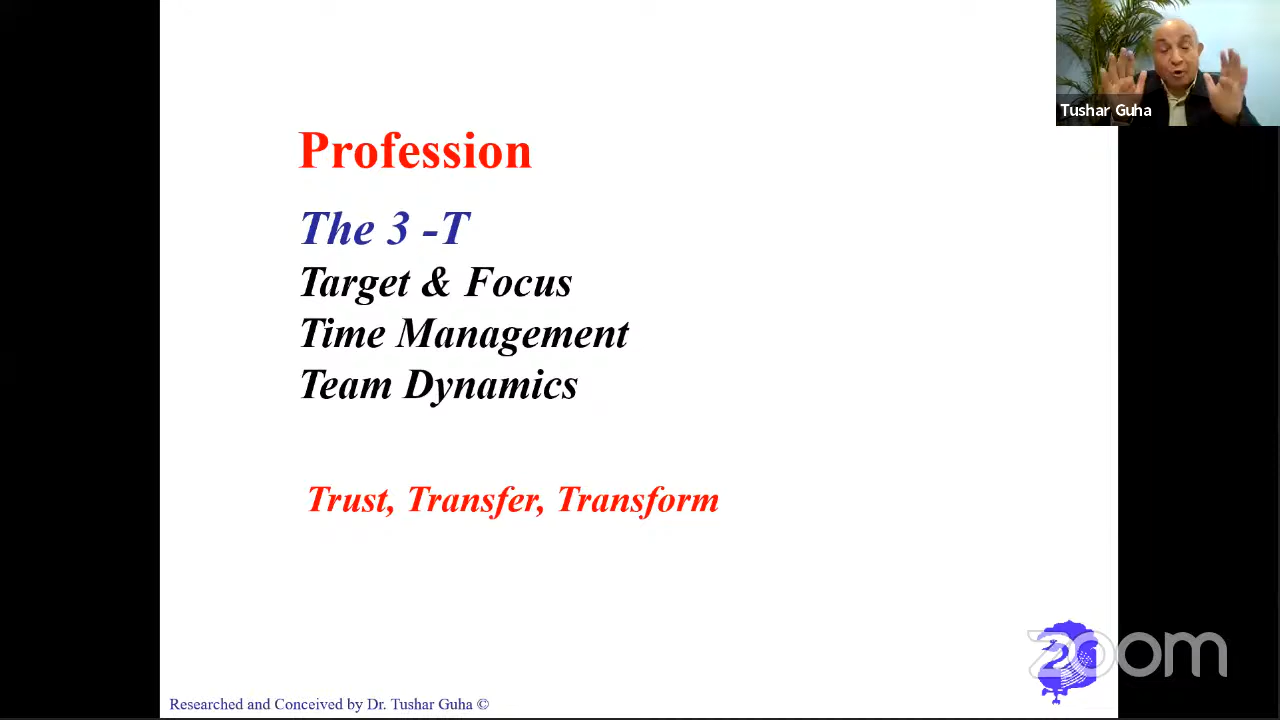 Profession
The 3 -T
Target & Focus
Time Management
Team Dynamics
Trust, Transfer, Transform
Researched and Conceived by Dr. Tushar Guha ©
Tushar Guha
zoom